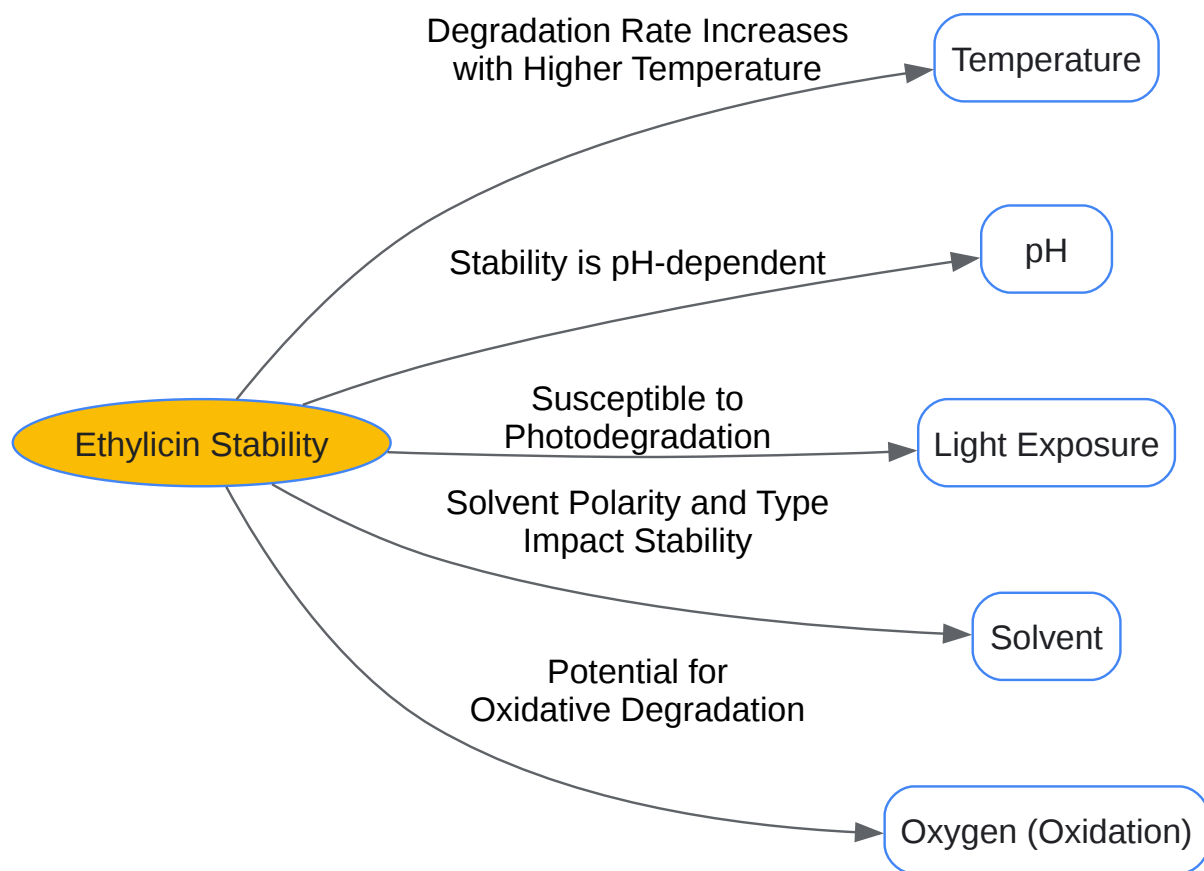 Degradation Rate Increases
with Higher Temperature
Temperature
Stability is pH-dependent
pH
Ethylicin Stability
Susceptible to
Photodegradation
Light Exposure
Solvent Polarity and Type
Impact Stability
Solvent
Potential for
Oxidative Degradation
Oxygen (Oxidation)